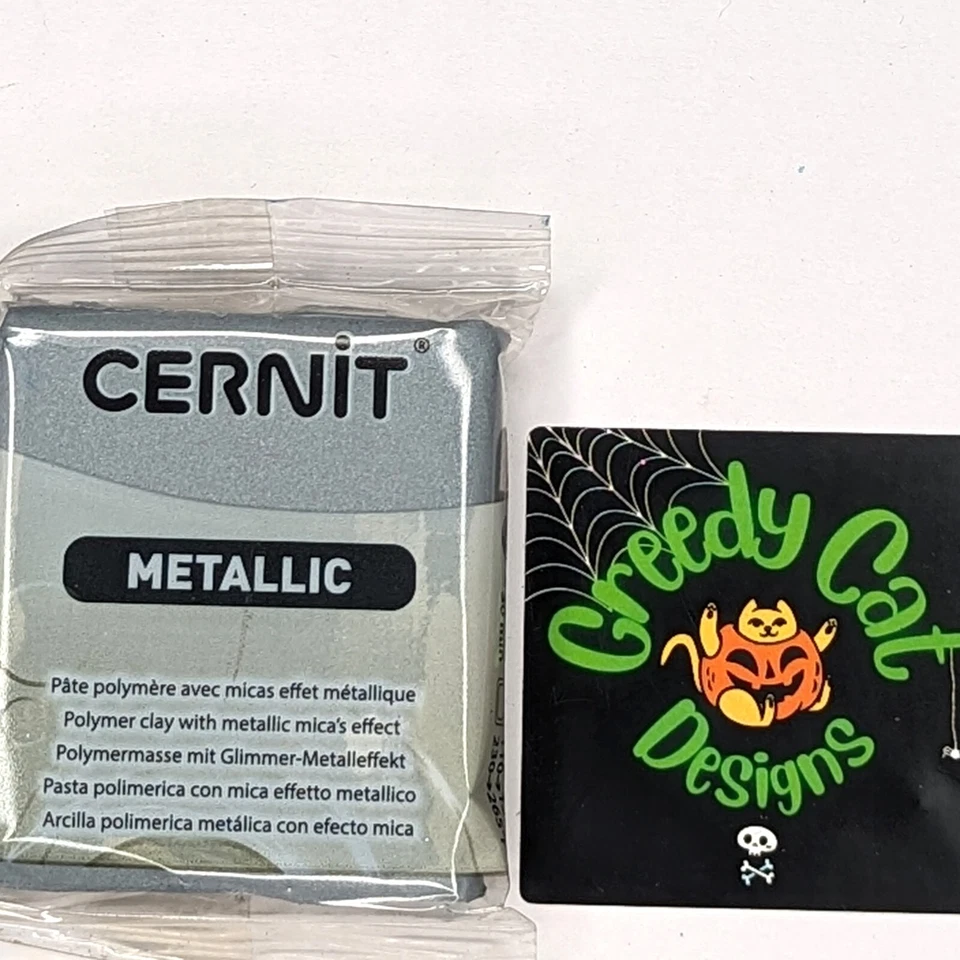 CERNiT®
METALLIC
Pâte polymère avec micas effet métallique
Polymer clay with metallic mica's effect
Polymermasse mit Glimmer-Metalleffekt
Pasta polimerica con mica effetto metallico
Arcilla polimerica metálica con efecto mica
Greedy Cat
Designs